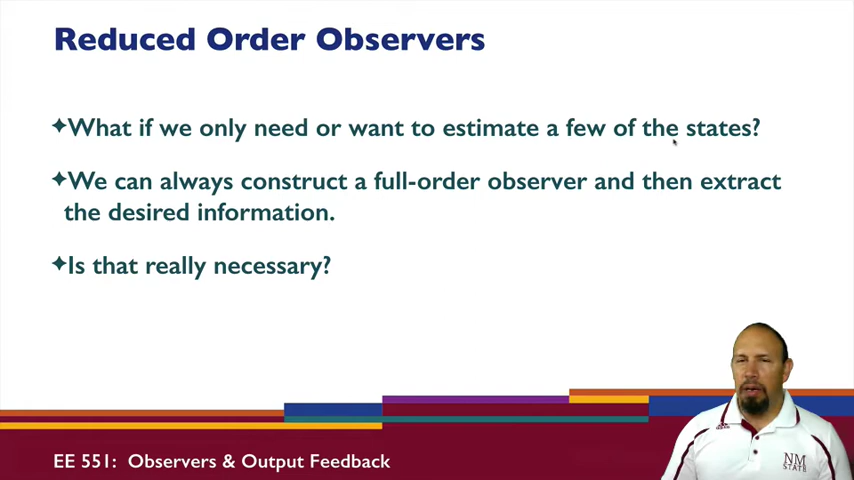 Reduced Order Observers
✦What if we only need or want to estimate a few of the states?
✦We can always construct a full-order observer and then extract
the desired information.
✦Is that really necessary?
NM
STATE
EE 551: Observers & Output Feedback